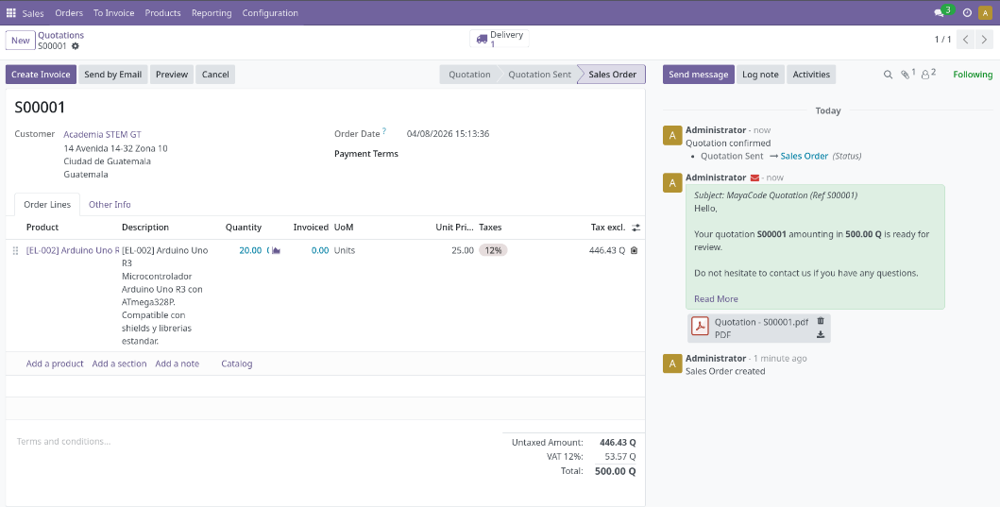 Sales Orders To Invoice Products Reporting Configuration 3 A
New Quotations
S00001
Delivery
1
1 / 1
Create Invoice Send by Email Preview Cancel
Quotation Quotation Sent Sales Order
Send message Log note Activities 1 2 Following
S00001
Customer Academia STEM GT
14 Avenida 14-32 Zona 10
Ciudad de Guatemala
Guatemala
Order Date ? 04/08/2026 15:13:36
Payment Terms
Order Lines Other Info
Product Description Quantity Invoiced UoM Unit Pri... Taxes Tax excl.
[EL-002] Arduino Uno R [EL-002] Arduino Uno 20.00 0.00 Units 25.00 12% 446.43 Q
R3
Microcontrolador
Arduino Uno R3 con
ATmega328P.
Compatible con
shields y librerias
estandar.
Add a product Add a section Add a note Catalog
Terms and conditions...
Untaxed Amount: 446.43 Q
VAT 12%: 53.57 Q
Total: 500.00 Q
Today
A Administrator - now
Quotation confirmed
• Quotation Sent → Sales Order (Status)
A Administrator - now
Subject: MayaCode Quotation (Ref S00001)
Hello,
Your quotation S00001 amounting in 500.00 Q is ready for
review.
Do not hesitate to contact us if you have any questions.
Read More
Quotation - S00001.pdf
PDF
A Administrator - 1 minute ago
Sales Order created